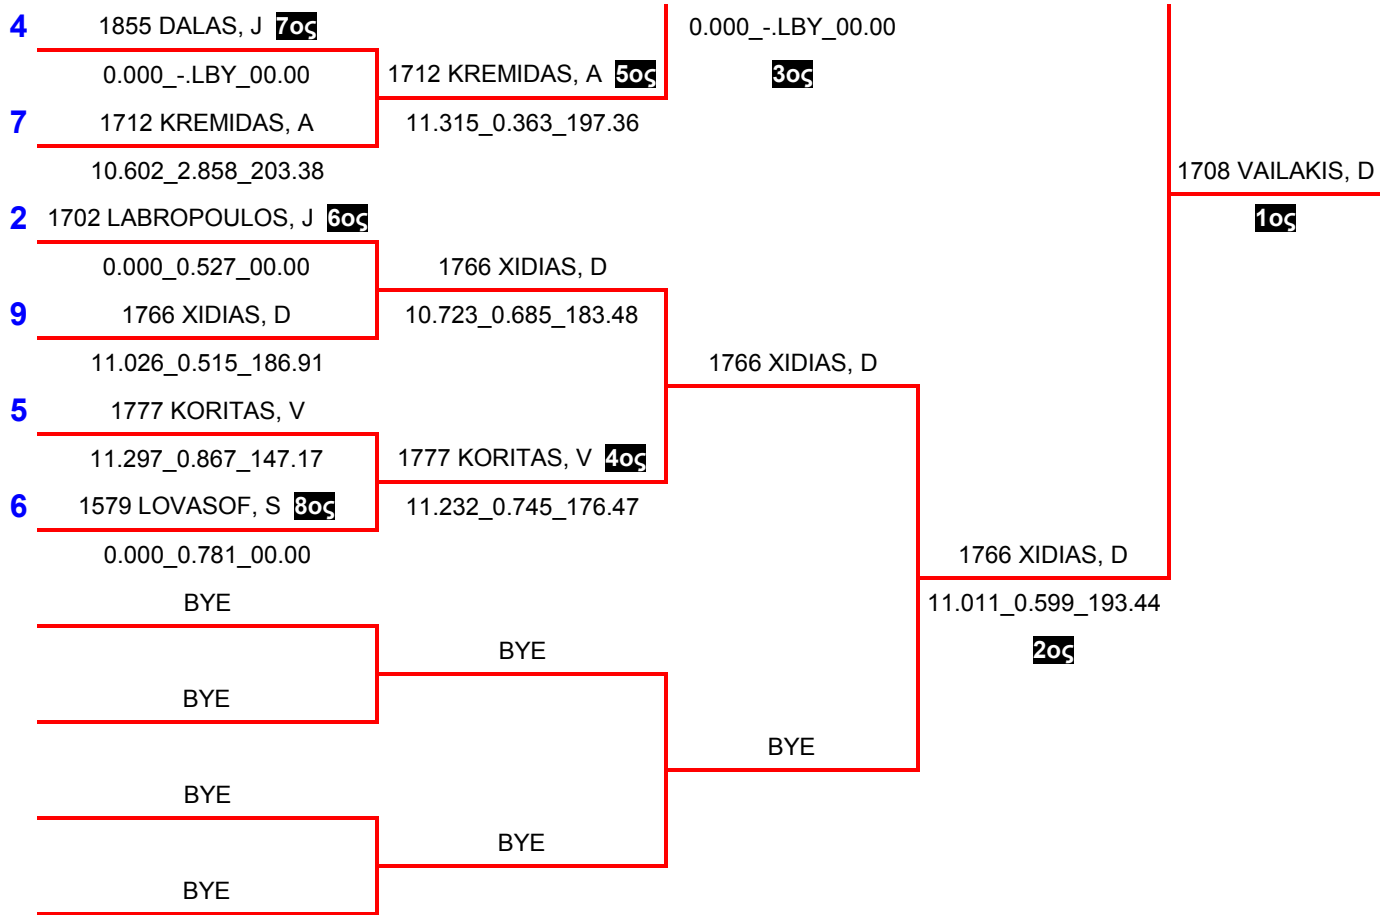 4 1855 DALAS, J 7ος 0.000_-.LBY_00.00
0.000_-.LBY_00.00 1712 KREMIDAS, A 5ος 3ος
7 1712 KREMIDAS, A 11.315_0.363_197.36
10.602_2.858_203.38 1708 VAILAKIS, D
2 1702 LABROPOULOS, J 6ος 1ος
0.000_0.527_00.00 1766 XIDIAS, D
9 1766 XIDIAS, D 10.723_0.685_183.48
11.026_0.515_186.91 1766 XIDIAS, D
5 1777 KORITAS, V
11.297_0.867_147.17 1777 KORITAS, V 4ος
6 1579 LOVASOF, S 8ος 11.232_0.745_176.47
0.000_0.781_00.00 1766 XIDIAS, D
BYE 11.011_0.599_193.44
BYE 2ος
BYE
BYE
BYE
BYE
BYE